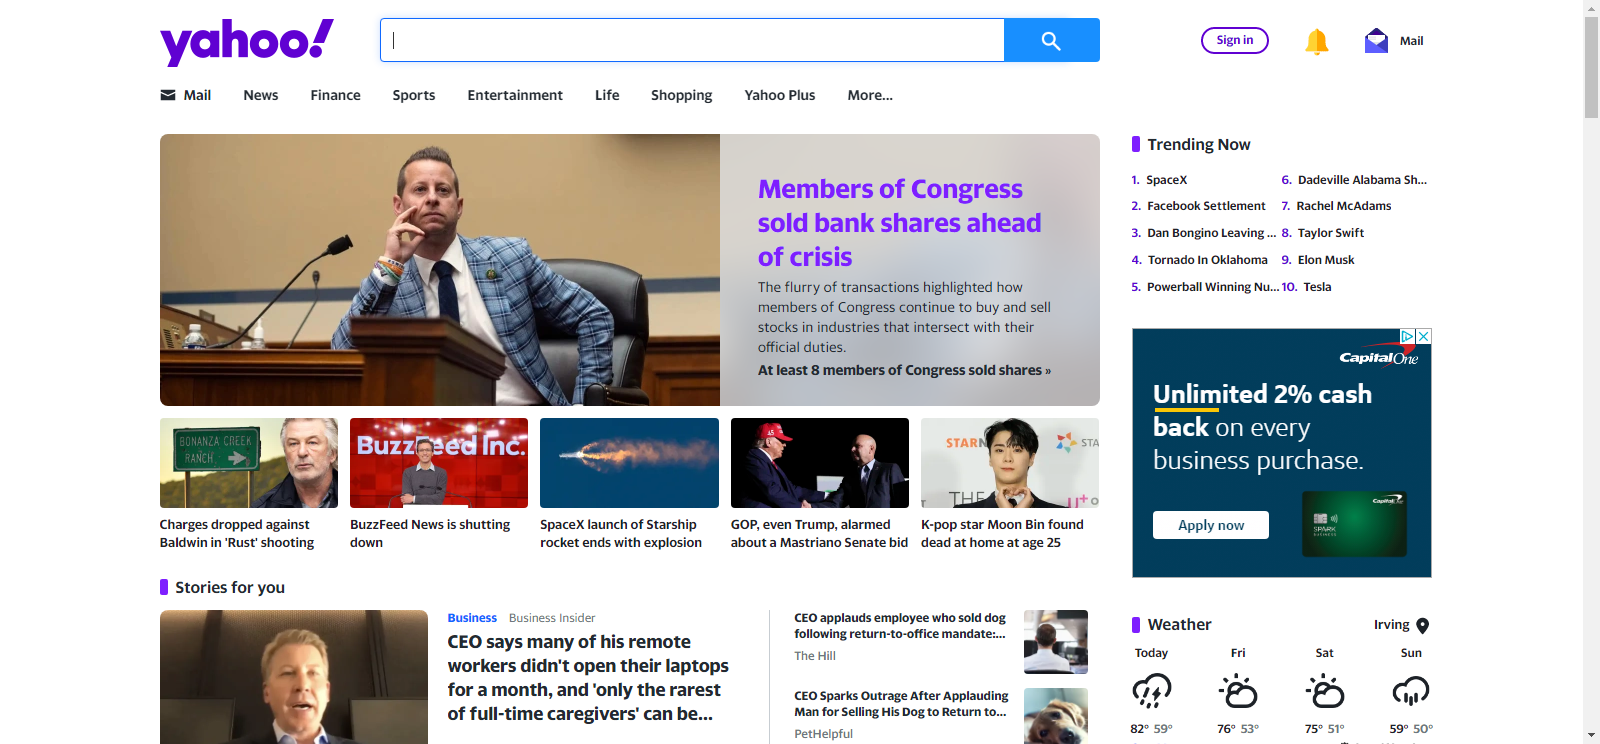 yahoo!
Sign in
Mail
Mail
News
Finance
Sports
Entertainment
Life
Shopping
Yahoo Plus
More...
Members of Congress
sold bank shares ahead
of crisis
The flurry of transactions highlighted how
members of Congress continue to buy and sell
stocks in industries that intersect with their
official duties.
At least 8 members of Congress sold shares »
BONANZA CREEK
RANCH
Charges dropped against
Baldwin in 'Rust' shooting
BuzzFeed Inc.
BuzzFeed News is shutting
down
SpaceX launch of Starship
rocket ends with explosion
45
GOP, even Trump, alarmed
about a Mastriano Senate bid
STARN
STA
THE
U+
K-pop star Moon Bin found
dead at home at age 25
Stories for you
Business
Business Insider
CEO says many of his remote
workers didn't open their laptops
for a month, and 'only the rarest
of full-time caregivers' can be...
CEO applauds employee who sold dog
following return-to-office mandate:...
The Hill
CEO Sparks Outrage After Applauding
Man for Selling His Dog to Return to...
PetHelpful
Trending Now
1. SpaceX
2. Facebook Settlement
3. Dan Bongino Leaving ...
4. Tornado In Oklahoma
5. Powerball Winning Nu...
6. Dadeville Alabama Sh...
7. Rachel McAdams
8. Taylor Swift
9. Elon Musk
10. Tesla
Capital One
Unlimited 2% cash
back on every
business purchase.
Apply now
Capital One
SPARK
BUSINESS
Weather
Irving
Today
Fri
Sat
Sun
82° 59°
76° 53°
75° 51°
59° 50°